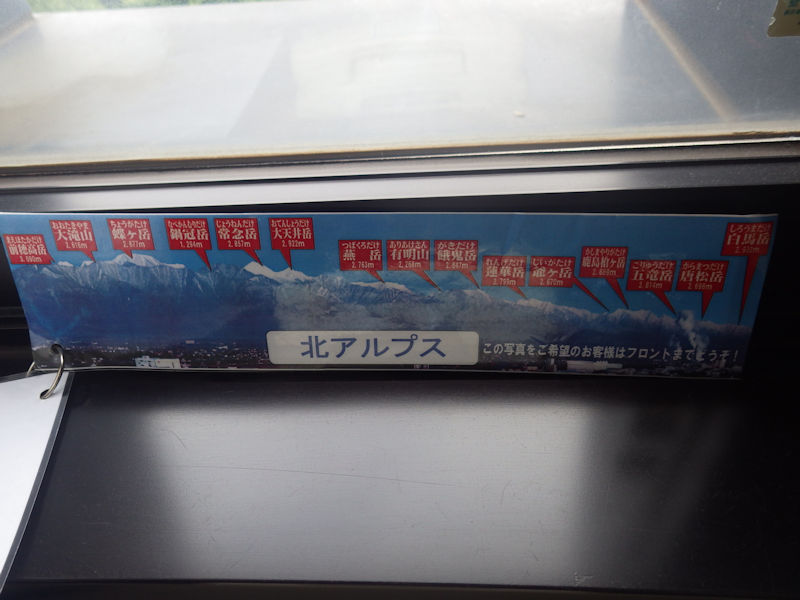 まえほたかだけ
前穂高岳
3.090m
おおたきやま
大滝山
2.616m
ちょうがたけ
蝶ヶ岳
2.677m
なべかんむりだけ
鍋冠岳
2.294m
じょうねんだけ
常念岳
2.857m
おてんしょうだけ
大天井岳
2.922m
つばくろだけ
燕岳
2.763m
ありあけさん
有明山
2.268m
がきだけ
餓鬼岳
2.647m
れんげだけ
蓮華岳
2.799m
じいがたけ
爺ヶ岳
2.670m
かしまやりがたけ
鹿島槍ヶ岳
2.889m
ごりゅうだけ
五竜岳
2.814m
からまつだけ
唐松岳
2.696m
しろうまだけ
白馬岳
2.932m
北アルプス
この写真をご希望のお客様はフロントまでどうぞ！